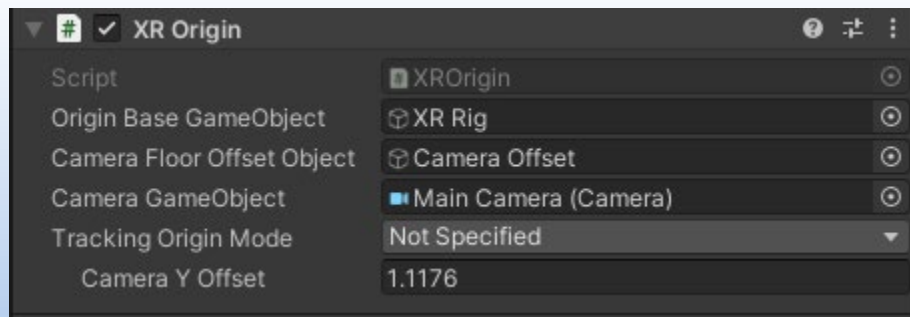 XR Origin
Script XROrigin
Origin Base GameObject XR Rig
Camera Floor Offset Object Camera Offset
Camera GameObject Main Camera (Camera)
Tracking Origin Mode Not Specified
Camera Y Offset 1.1176